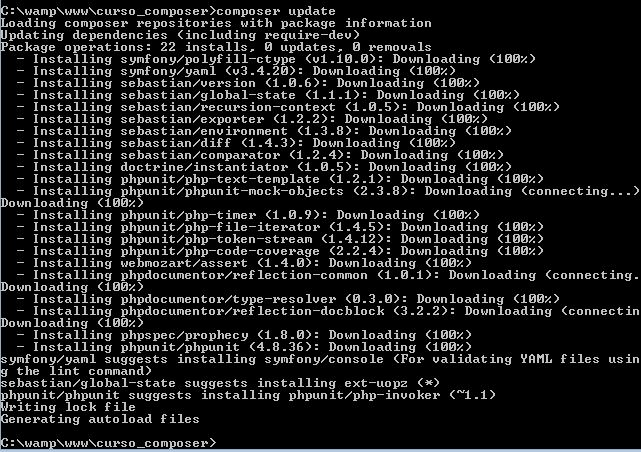 C:\wamp\www\curso_composer>composer update
Loading composer repositories with package information
Updating dependencies (including require-dev)
Package operations: 22 installs, 0 updates, 0 removals
  - Installing symfony/polyfill-ctype (v1.10.0): Downloading (100%)
  - Installing symfony/yaml (v3.4.20): Downloading (100%)
  - Installing sebastian/version (1.0.6): Downloading (100%)
  - Installing sebastian/global-state (1.1.1): Downloading (100%)
  - Installing sebastian/recursion-context (1.0.5): Downloading (100%)
  - Installing sebastian/exporter (1.2.2): Downloading (100%)
  - Installing sebastian/environment (1.3.8): Downloading (100%)
  - Installing sebastian/diff (1.4.3): Downloading (100%)
  - Installing sebastian/comparator (1.2.4): Downloading (100%)
  - Installing doctrine/instantiator (1.0.5): Downloading (100%)
  - Installing phpunit/php-text-template (1.2.1): Downloading (100%)
  - Installing phpunit/phpunit-mock-objects (2.3.8): Downloading (connecting...)
Downloading (100%)
  - Installing phpunit/php-timer (1.0.9): Downloading (100%)
  - Installing phpunit/php-file-iterator (1.4.5): Downloading (100%)
  - Installing phpunit/php-token-stream (1.4.12): Downloading (100%)
  - Installing phpunit/php-code-coverage (2.2.4): Downloading (100%)
  - Installing webmozart/assert (1.4.0): Downloading (100%)
  - Installing phpdocumentor/reflection-common (1.0.1): Downloading (connecting.
Downloading (100%)
  - Installing phpdocumentor/type-resolver (0.3.0): Downloading (100%)
  - Installing phpdocumentor/reflection-docblock (3.2.2): Downloading (connectin
Downloading (100%)
  - Installing phpspec/prophecy (1.8.0): Downloading (100%)
  - Installing phpunit/phpunit (4.8.36): Downloading (100%)
symfony/yaml suggests installing symfony/console (For validating YAML files usin
g the lint command)
sebastian/global-state suggests installing ext-uopz (*)
phpunit/phpunit suggests installing phpunit/php-invoker (~1.1)
Writing lock file
Generating autoload files
C:\wamp\www\curso_composer>